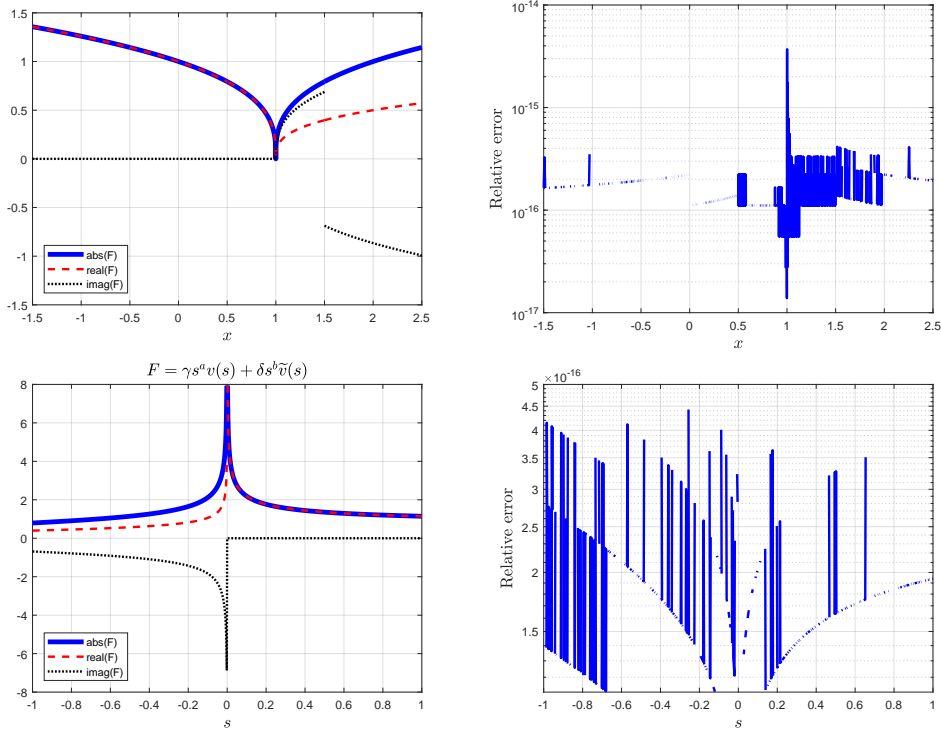 1.5
1
0.5
0
-0.5
-1
-1.5
abs(F)
real(F)
imag(F)
-1.5 -1 -0.5 0 0.5 1 1.5 2 2.5
x
10^{-14}
10^{-15}
10^{-16}
10^{-17}
Relative error
-1.5 -1 -0.5 0 0.5 1 1.5 2 2.5
x
F = γs^a v(s) + δs^b ṽ(s)
8
6
4
2
0
-2
-4
-6
-8
abs(F)
real(F)
imag(F)
-1 -0.8 -0.6 -0.4 -0.2 0 0.2 0.4 0.6 0.8 1
s
×10^{-16}
5
4.5
4
3.5
3
2.5
2
1.5
Relative error
-1 -0.8 -0.6 -0.4 -0.2 0 0.2 0.4 0.6 0.8 1
s